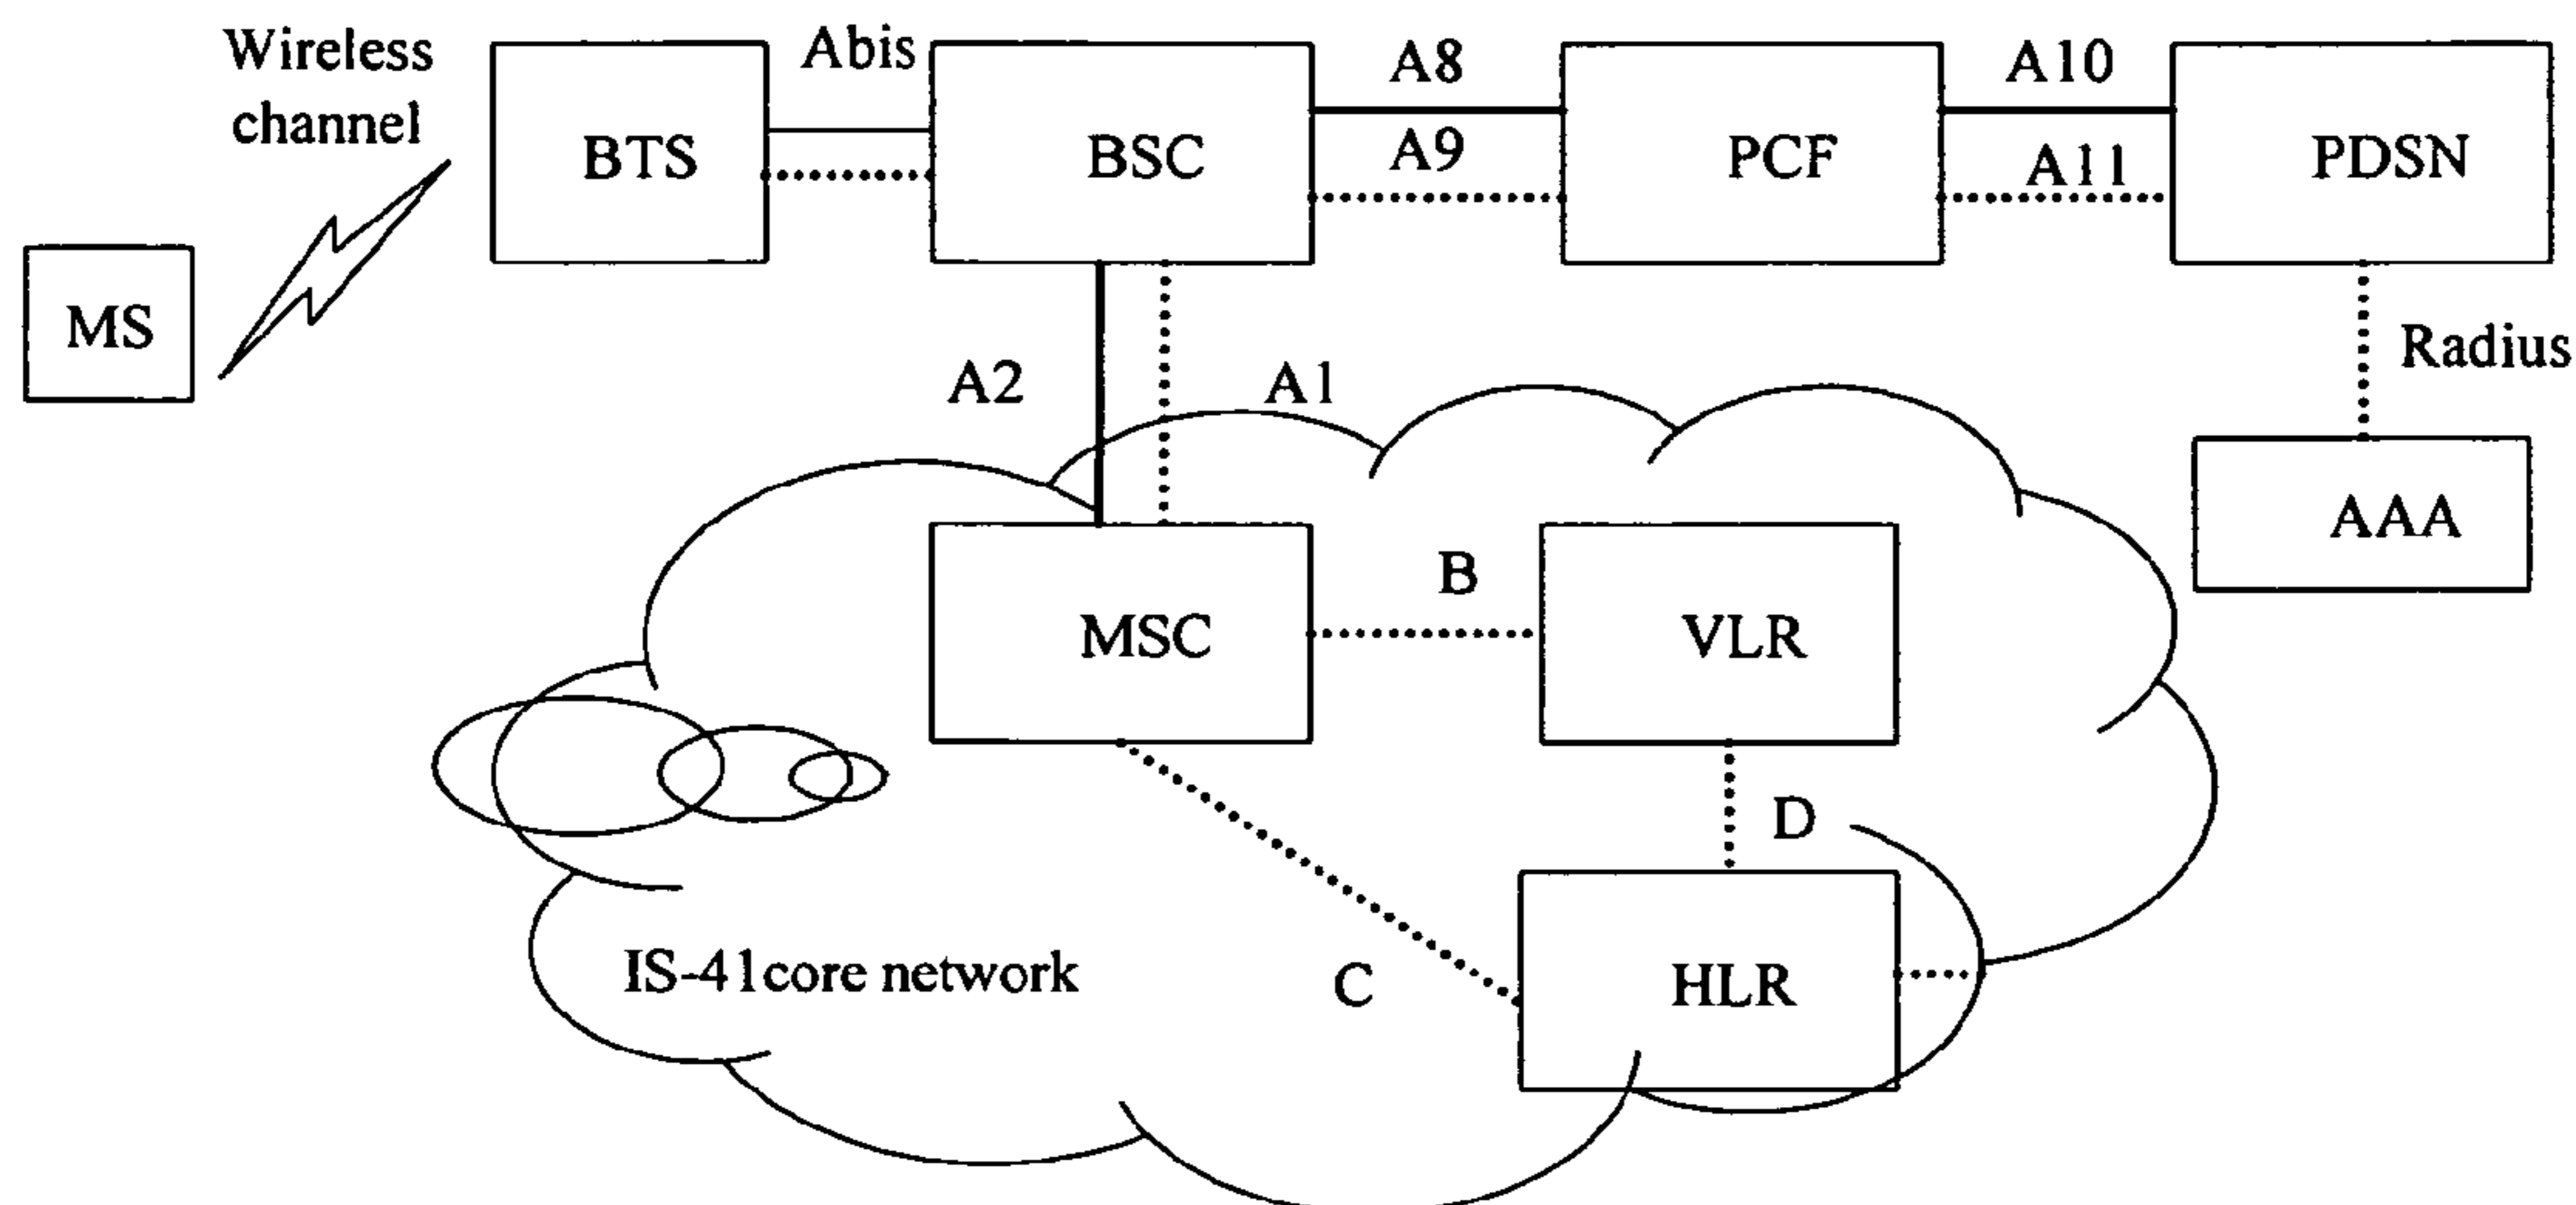 Wireless
channel
Abis
A8
A10
BTS
BSC
A9
PCF
A11
PDSN
MS
A2
A1
Radius
AAA
B
MSC
VLR
D
IS-41core network
C
HLR